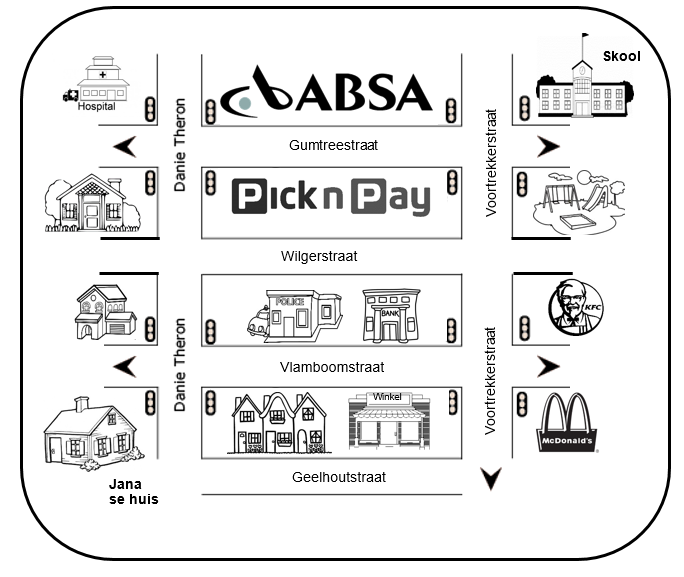 Skool
Hospital
ABSA
Danie Theron
Gumtreestraat
Voortrekkerstraat
Pick n Pay
Wilgerstraat
POLICE
BANK
KFC
Danie Theron
Vlamboomstraat
Voortrekkerstraat
Winkel
McDonald's
Geelhoutstraat
Jana
se huis